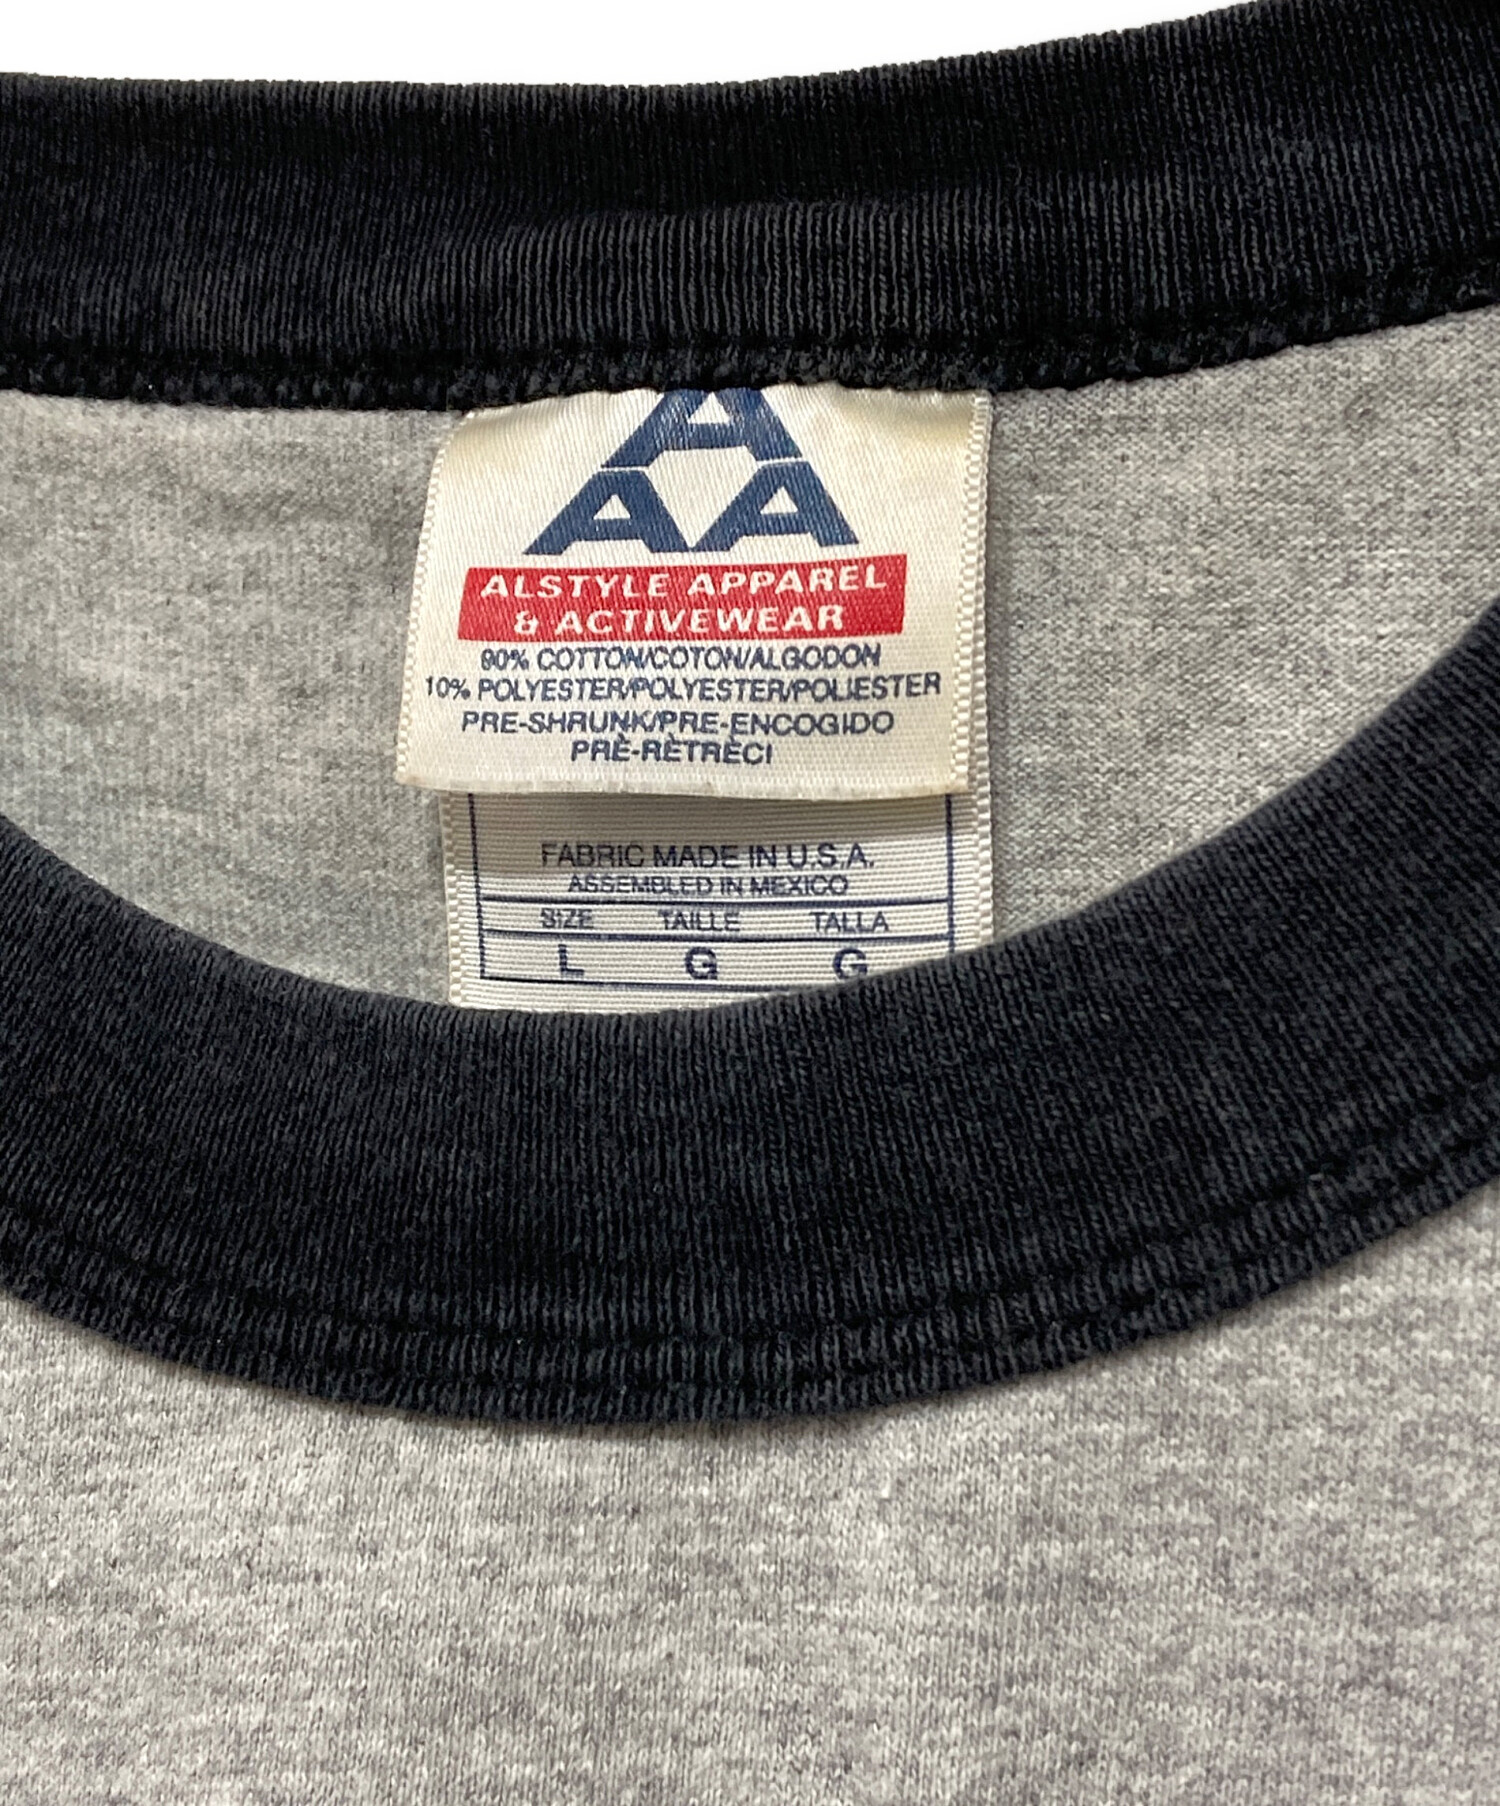 A
AA
ALSTYLE APPAREL
& ACTIVEWEAR
90% COTTON/COTON/ALGODON
10% POLYESTER/POLYESTER/POLIESTER
PRE-SHRUNK/PRE-ENCOGIDO
PRÈ-RÈTRÈCI
FABRIC MADE IN U.S.A.
ASSEMBLED IN MEXICO
SIZE TAILLE TALLA
L G G